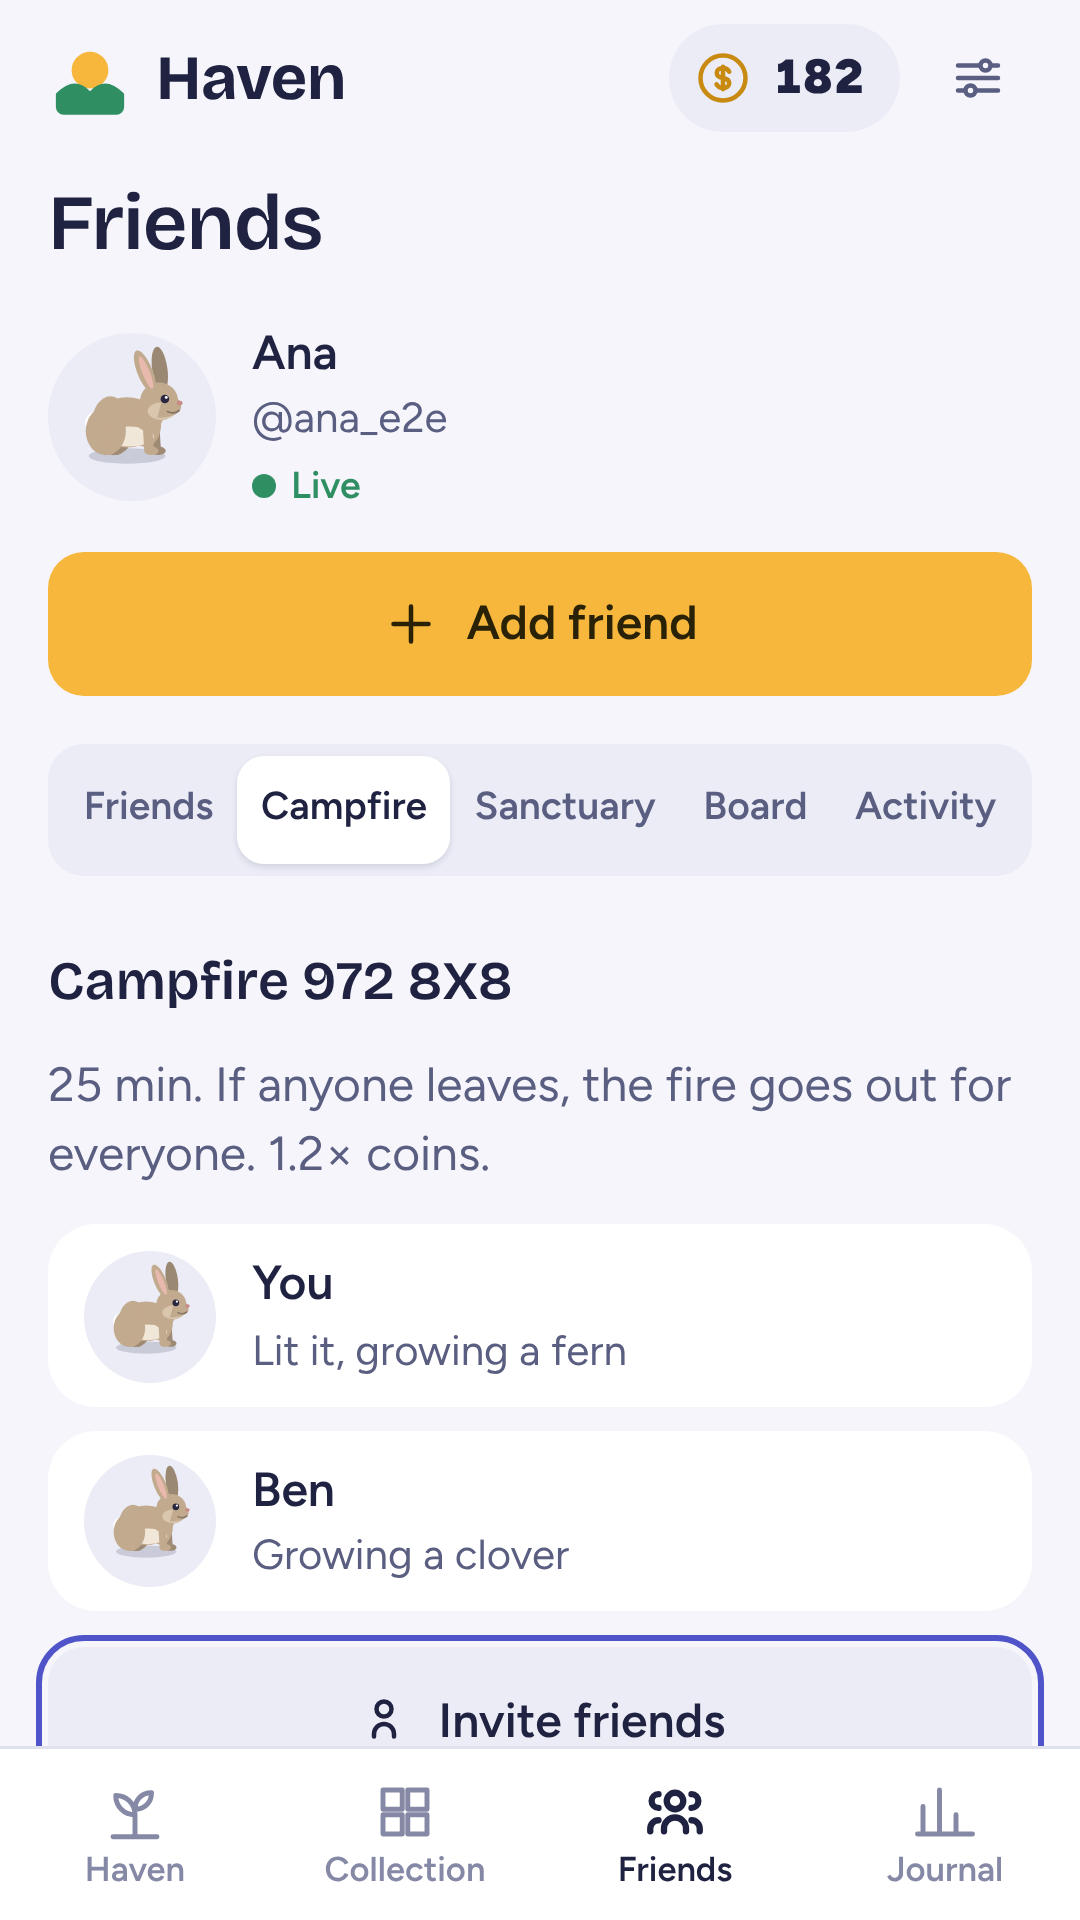 Haven
182
Friends
Ana
@ana_e2e
Live
Add friend
Friends Campfire Sanctuary Board Activity
Campfire 972 8X8
25 min. If anyone leaves, the fire goes out for
everyone. 1.2× coins.
You
Lit it, growing a fern
Ben
Growing a clover
Invite friends
Haven Collection Friends Journal